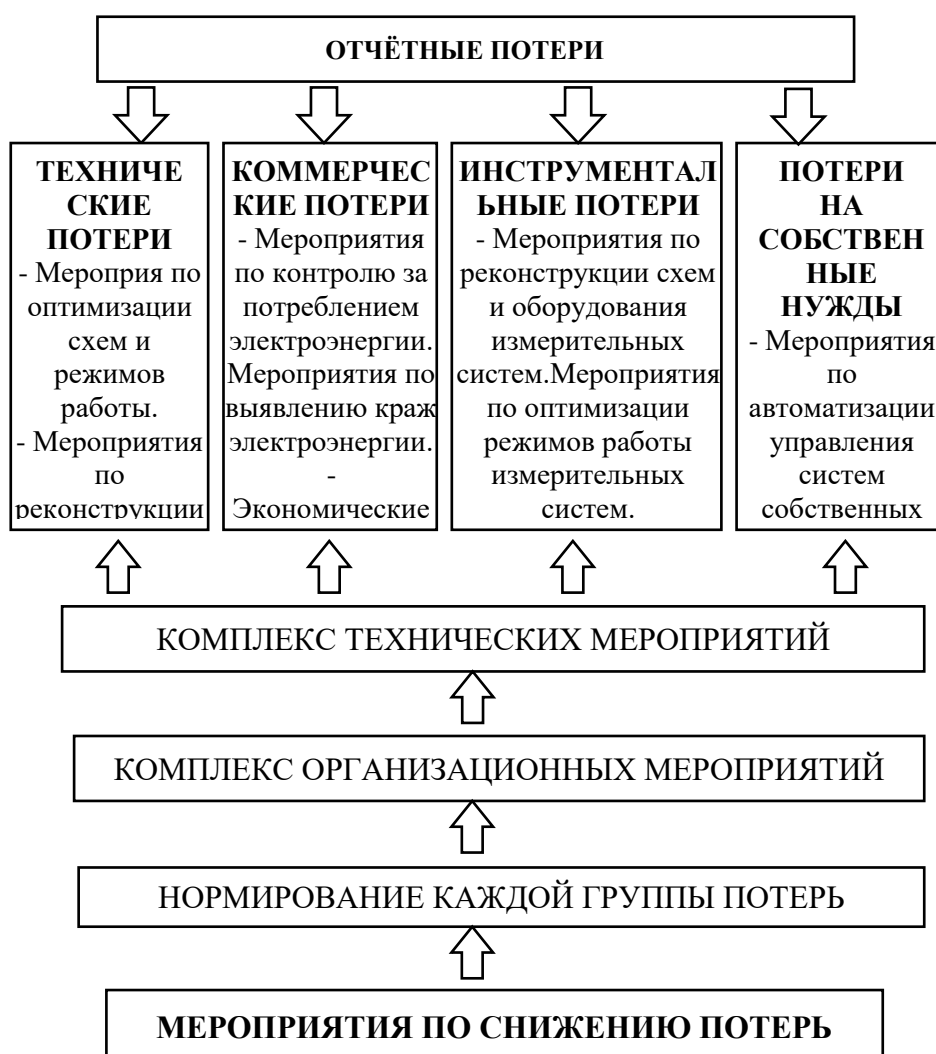 ОТЧЁТНЫЕ ПОТЕРИ
ТЕХНИЧЕ
СКИЕ
ПОТЕРИ
- Мероприя по
оптимизации
схем и
режимов
работы.
- Мероприятия
по
реконструкции
КОММЕРЧЕС
КИЕ ПОТЕРИ
- Мероприятия
по контролю за
потреблением
электроэнергии.
Мероприятия по
выявлению краж
электроэнергии.
-
Экономические
ИНСТРУМЕНТАЛ
ЬНЫЕ ПОТЕРИ
- Мероприятия по
реконструкции схем
и оборудования
измерительных
систем.Мероприятия
по оптимизации
режимов работы
измерительных
систем.
ПОТЕРИ
НА
СОБСТВЕН
НЫЕ
НУЖДЫ
- Мероприятия
по
автоматизации
управления
систем
собственных
КОМПЛЕКС ТЕХНИЧЕСКИХ МЕРОПРИЯТИЙ
КОМПЛЕКС ОРГАНИЗАЦИОННЫХ МЕРОПРИЯТИЙ
НОРМИРОВАНИЕ КАЖДОЙ ГРУППЫ ПОТЕРЬ
МЕРОПРИЯТИЯ ПО СНИЖЕНИЮ ПОТЕРЬ